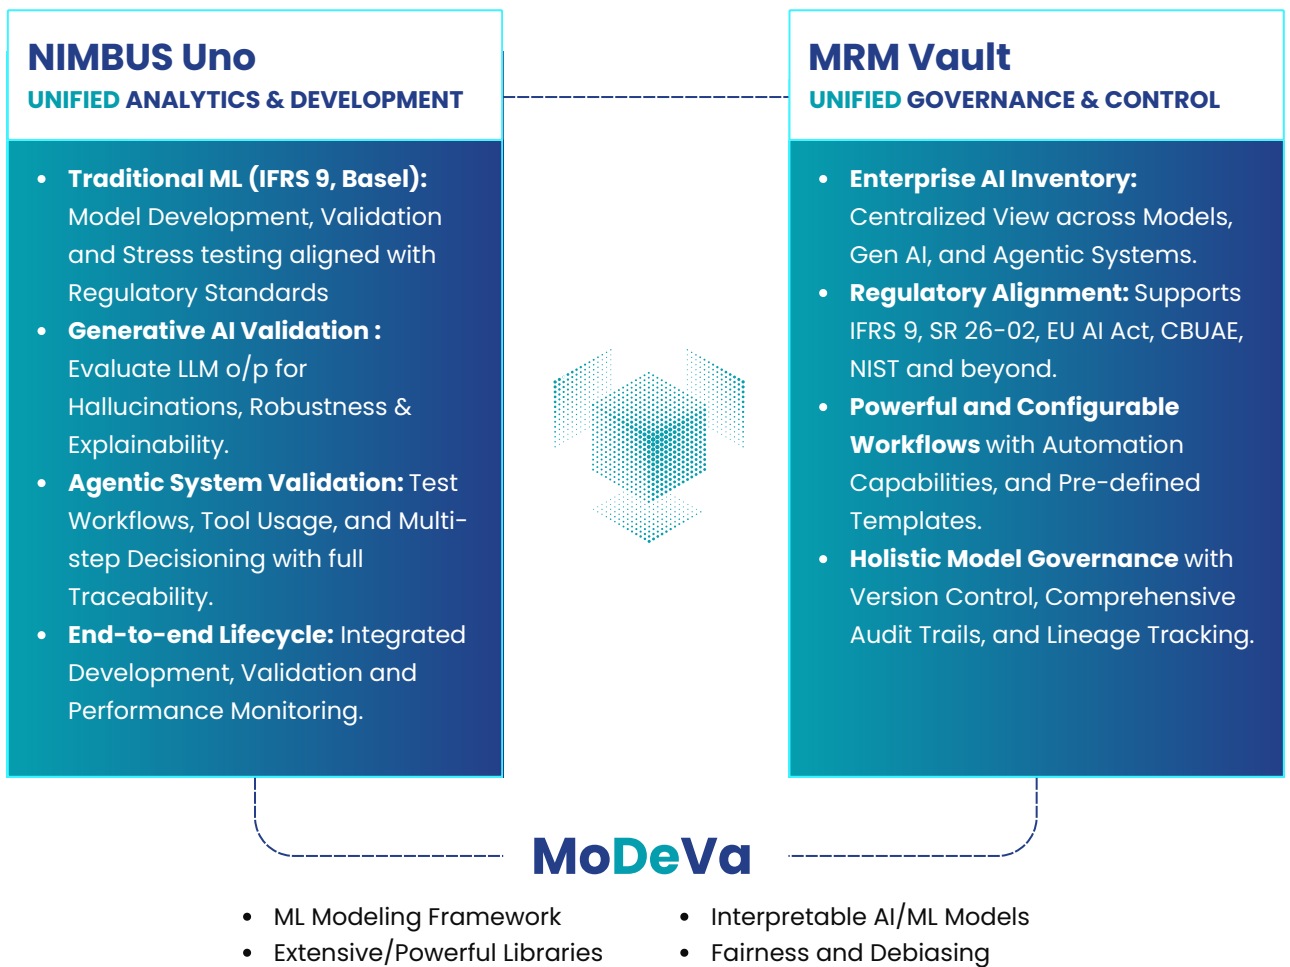 NIMBUS Uno
UNIFIED ANALYTICS & DEVELOPMENT
• Traditional ML (IFRS 9, Basel):
Model Development, Validation
and Stress testing aligned with
Regulatory Standards
• Generative AI Validation :
Evaluate LLM o/p for
Hallucinations, Robustness &
Explainability.
• Agentic System Validation: Test
Workflows, Tool Usage, and Multi-
step Decisioning with full
Traceability.
• End-to-end Lifecycle: Integrated
Development, Validation and
Performance Monitoring.
MRM Vault
UNIFIED GOVERNANCE & CONTROL
• Enterprise AI Inventory:
Centralized View across Models,
Gen AI, and Agentic Systems.
• Regulatory Alignment: Supports
IFRS 9, SR 26-02, EU AI Act, CBUAE,
NIST and beyond.
• Powerful and Configurable
Workflows with Automation
Capabilities, and Pre-defined
Templates.
• Holistic Model Governance with
Version Control, Comprehensive
Audit Trails, and Lineage Tracking.
MoDeVa
• ML Modeling Framework
• Extensive/Powerful Libraries
• Interpretable AI/ML Models
• Fairness and Debiasing